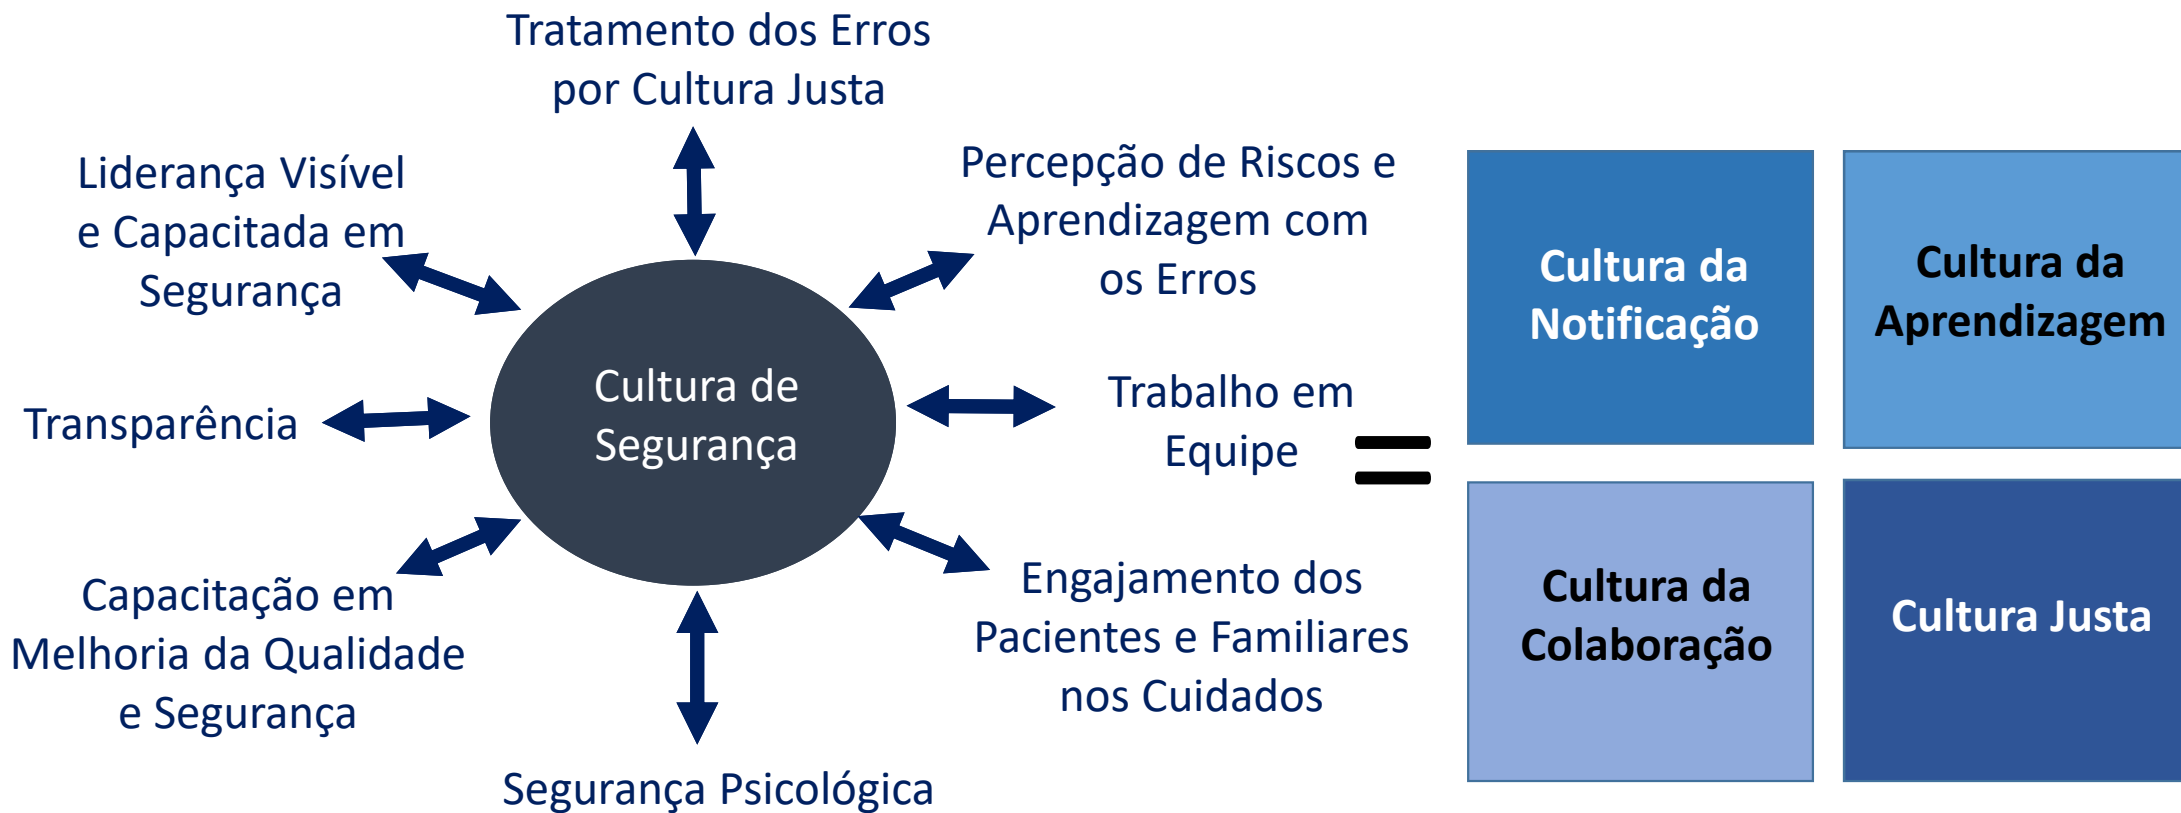 Tratamento dos Erros
por Cultura Justa
Liderança Visível
e Capacitada em
Segurança
Percepção de Riscos e
Aprendizagem com
os Erros
Transparência
Cultura de
Segurança
Trabalho em
Equipe
=
Capacitação em
Melhoria da Qualidade
e Segurança
Engajamento dos
Pacientes e Familiares
nos Cuidados
Segurança Psicológica
Cultura da
Notificação
Cultura da
Aprendizagem
Cultura da
Colaboração
Cultura Justa